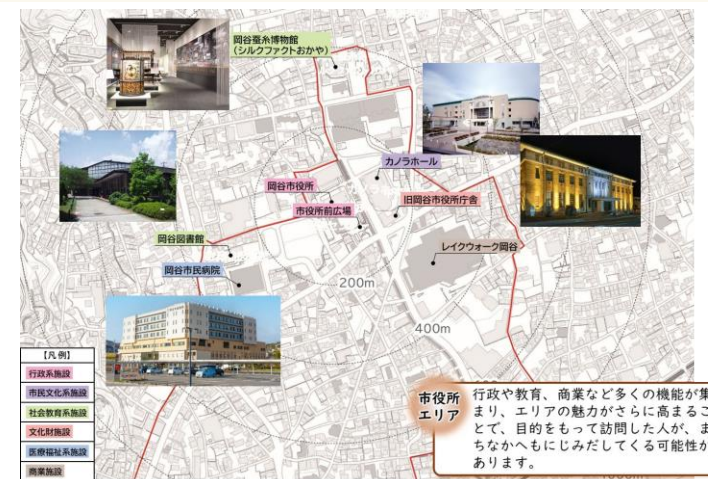 岡谷蚕糸博物館
(シルクファクトおかや)
カノラホール
岡谷市役所
旧岡谷市役所庁舎
市役所前広場
岡谷図書館
レイクウォーク岡谷
岡谷市民病院
200m
400m
【凡例】
行政系施設
市民文化系施設
社会教育系施設
文化財施設
医療福祉系施設
商業施設
市役所
エリア
行政や教育、商業など多くの機能が集
まり、エリアの魅力がさらに高まるこ
とで、目的をもって訪問した人が、ま
ちなかへもにじみだしてくる可能性が
あります。